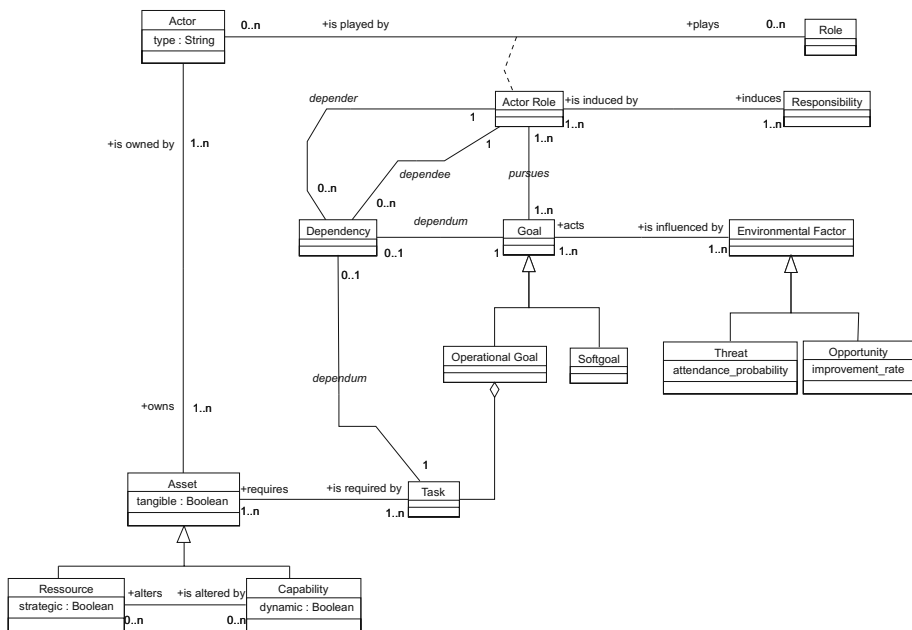 Actor
type : String
0..n
+is played by
+plays
0..n
Role
depender
1
Actor Role
+is induced by
1..n
+induces
1..n
Responsibility
+is owned by
1..n
1
1..n
dependee
pursues
0..n
0..n
1..n
Dependency
dependum
0..1
1
Goal
+acts
1..n
+is influenced by
1..n
Environmental Factor
0..1
Operational Goal
Softgoal
Threat
attendance_probability
Opportunity
improvement_rate
dependum
+owns
1..n
1
Asset
tangible : Boolean
+requires
1..n
+is required by
1..n
Task
Ressource
strategic : Boolean
+alters
0..n
+is altered by
0..n
Capability
dynamic : Boolean